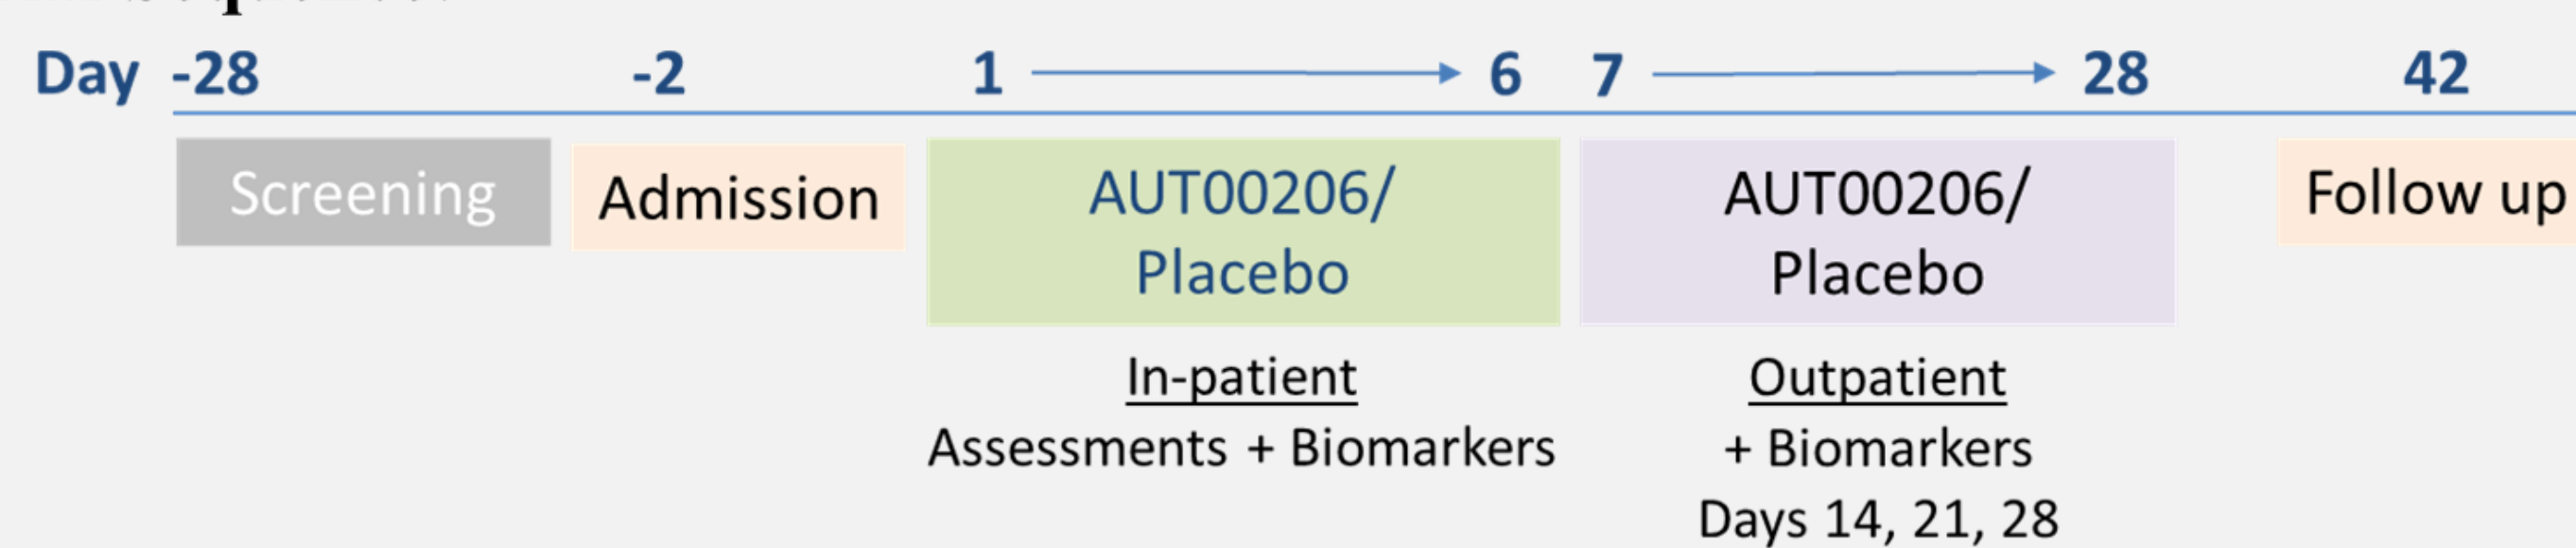 Day -28 -2 1 6 7 28 42
Screening Admission AUT00206/ AUT00206/ Follow up
Placebo Placebo
In-patient Outpatient
Assessments + Biomarkers + Biomarkers
Days 14, 21, 28